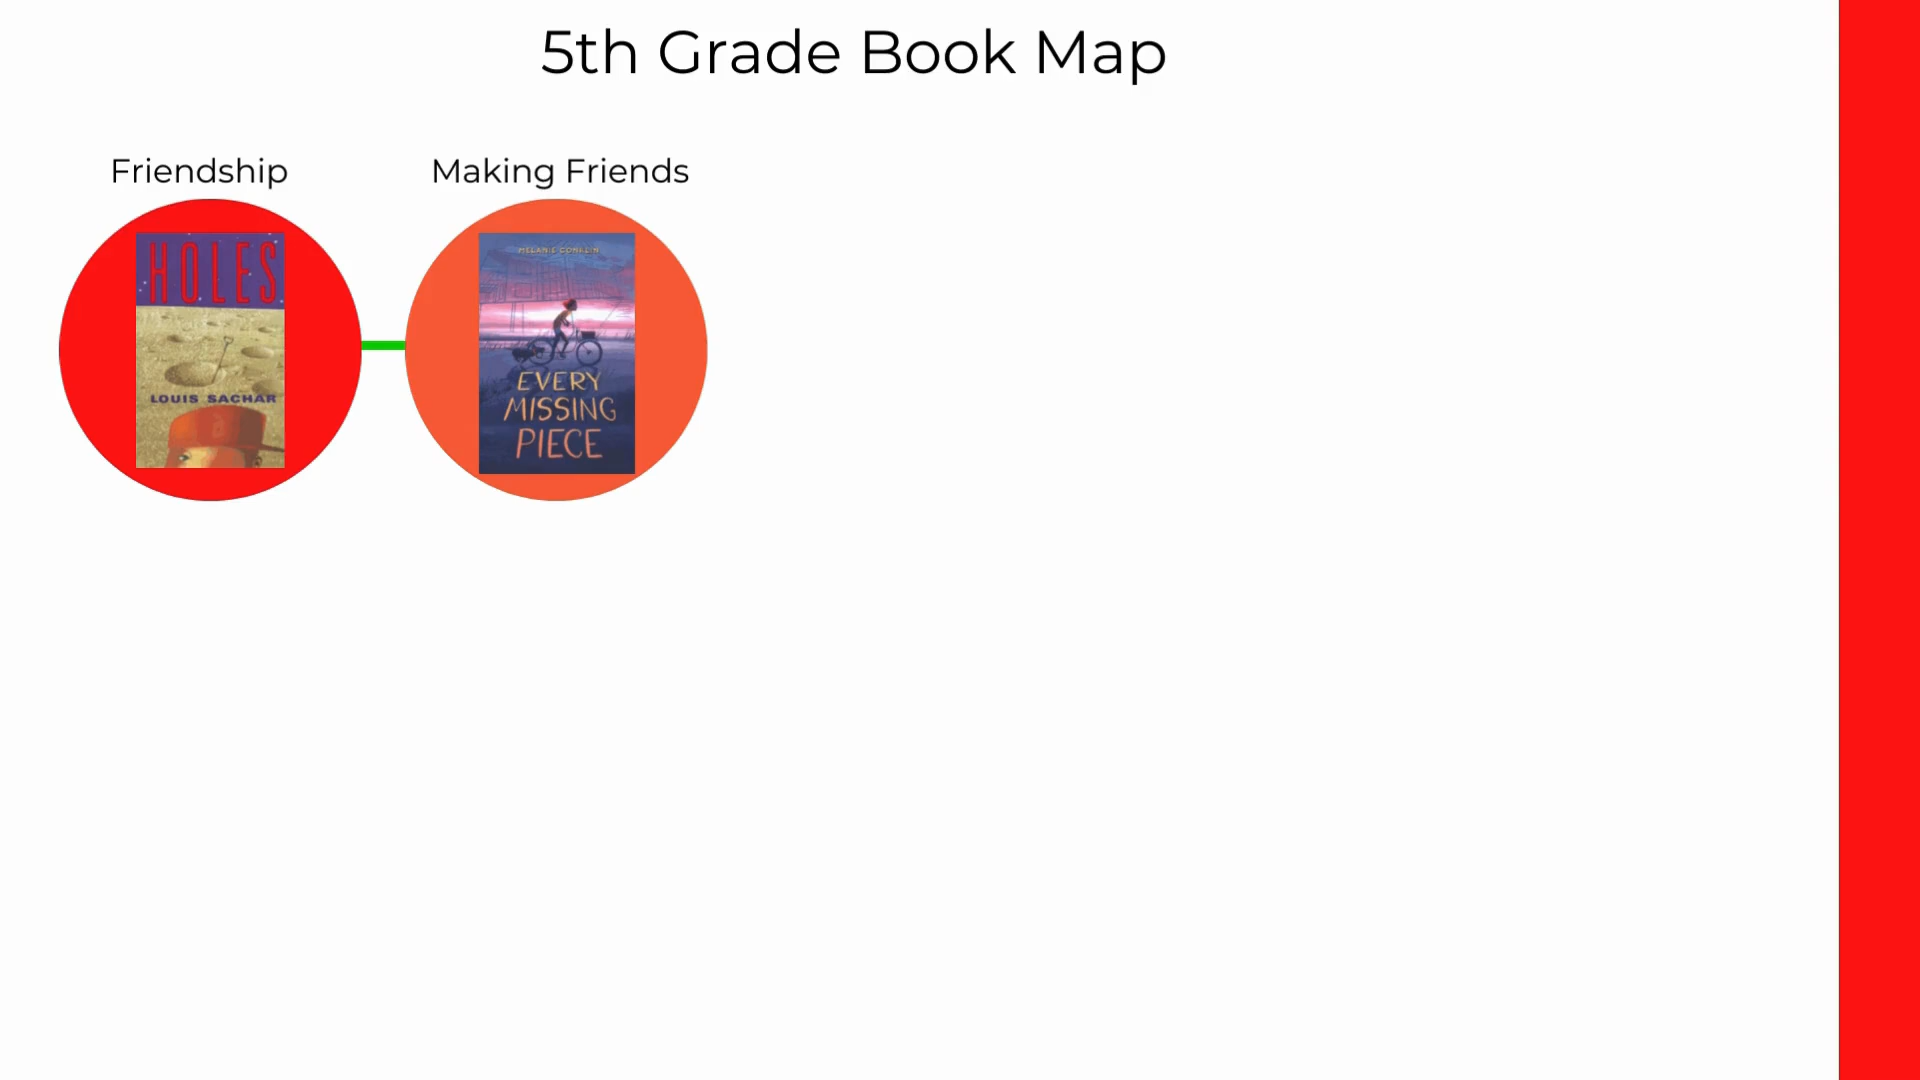 5th Grade Book Map
Friendship
Making Friends
HOLES
LOUIS SACHAR
MELANIE CONKLIN
EVERY
MISSING
PIECE